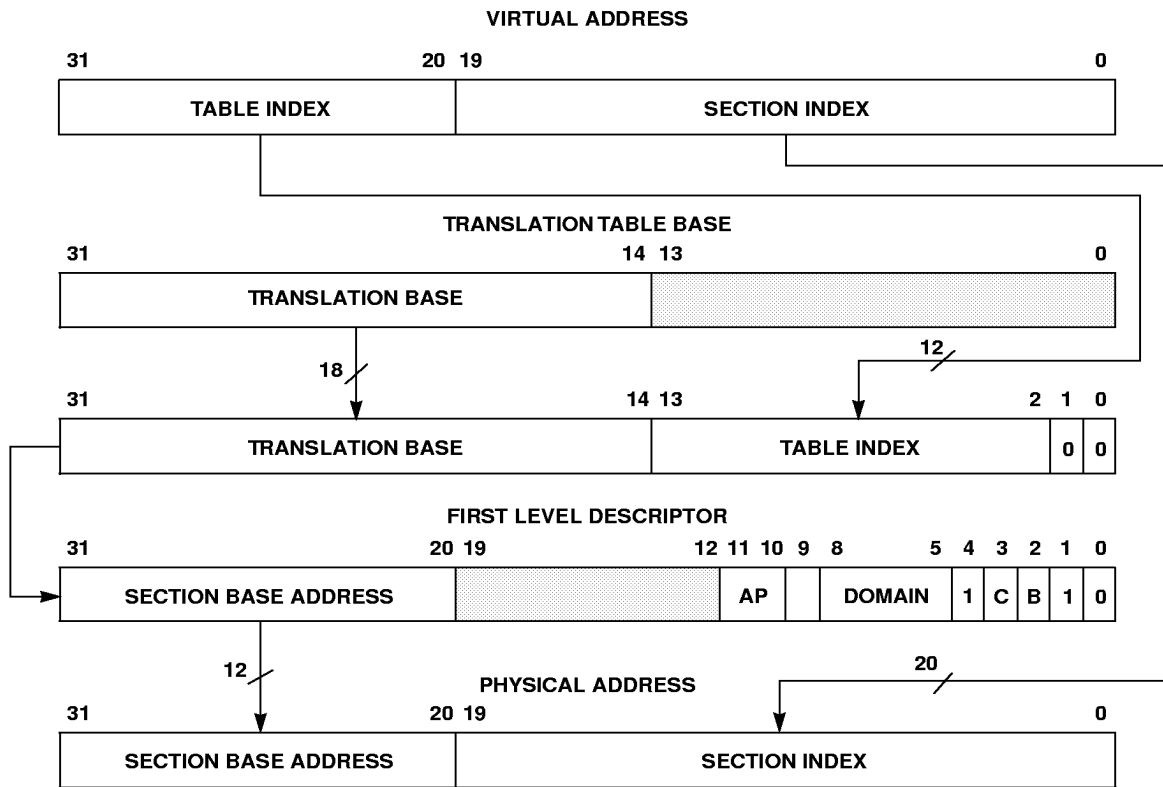 VIRTUAL ADDRESS
31 20 19 0
TABLE INDEX SECTION INDEX
TRANSLATION TABLE BASE
31 14 13 0
TRANSLATION BASE
18 12
31 14 13 2 1 0
TRANSLATION BASE TABLE INDEX 0 0
FIRST LEVEL DESCRIPTOR
31 20 19 12 11 10 9 8 5 4 3 2 1 0
SECTION BASE ADDRESS AP DOMAIN 1 C B 1 0
12 20
PHYSICAL ADDRESS
31 20 19 0
SECTION BASE ADDRESS SECTION INDEX